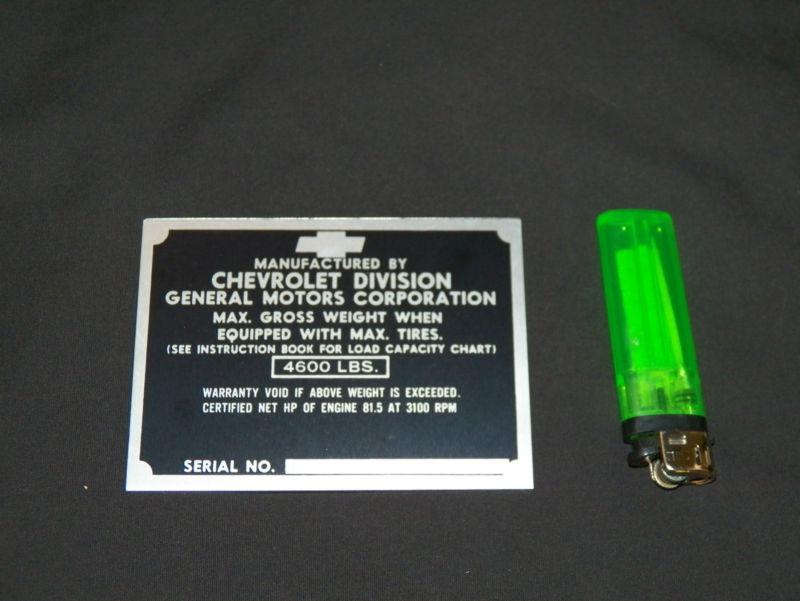 MANUFACTURED BY
CHEVROLET DIVISION
GENERAL MOTORS CORPORATION
MAX. GROSS WEIGHT WHEN
EQUIPPED WITH MAX. TIRES.
(SEE INSTRUCTION BOOK FOR LOAD CAPACITY CHART)
4600 LBS.
WARRANTY VOID IF ABOVE WEIGHT IS EXCEEDED.
CERTIFIED NET HP OF ENGINE 81.5 AT 3100 RPM
SERIAL NO.